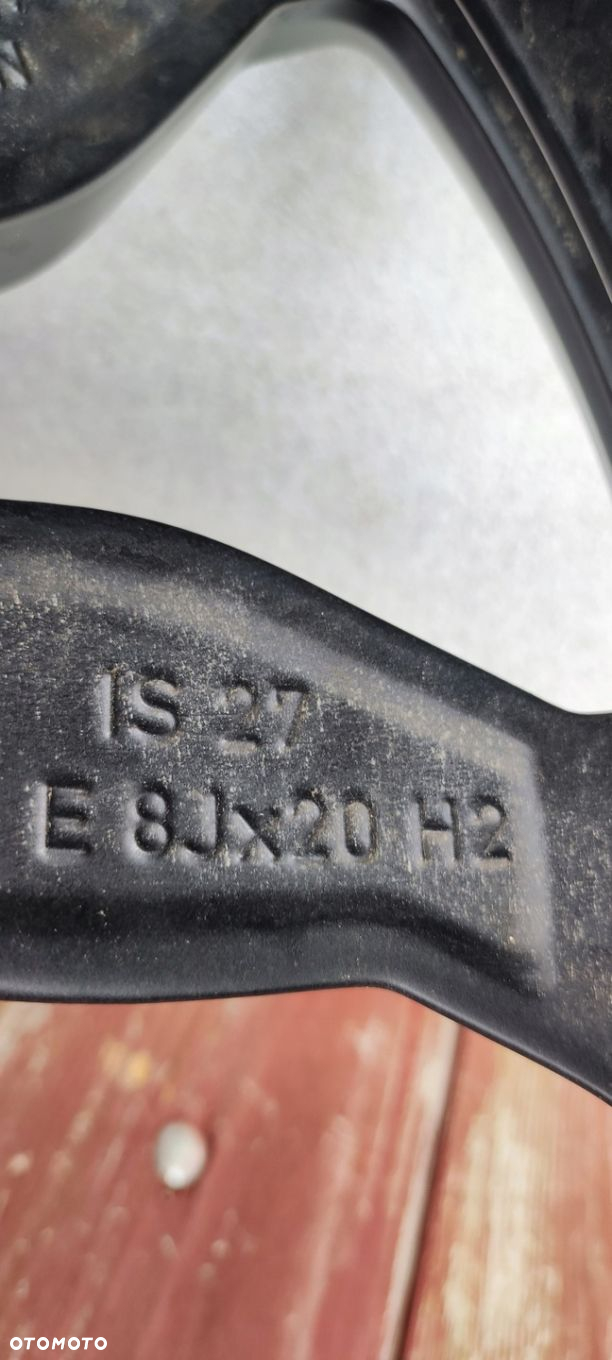 N
IS 27
E 8Jx20 H2
OTOMOTO